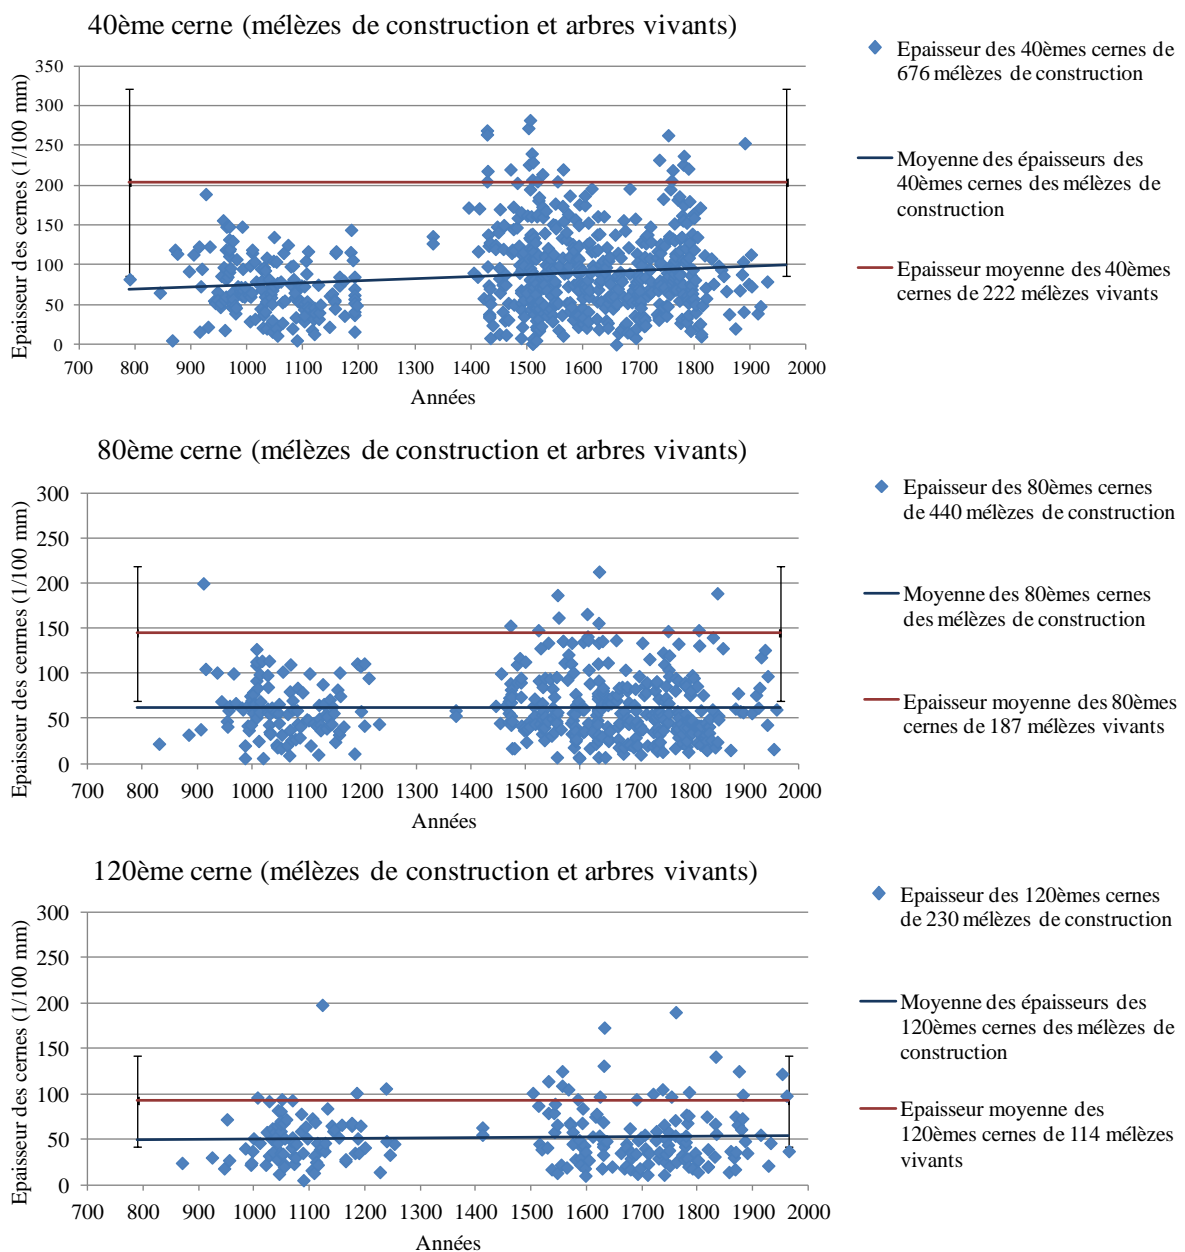 40ème cerne (mélèzes de construction et arbres vivants)
Epaisseur des cernes (1/100 mm)
350
300
250
200
150
100
50
0
700 800 900 1000 1100 1200 1300 1400 1500 1600 1700 1800 1900 2000
Années
Epaisseur des 40èmes cernes de
676 mélèzes de construction
Moyenne des épaisseurs des
40èmes cernes des mélèzes de
construction
Epaisseur moyenne des 40èmes
cernes de 222 mélèzes vivants
80ème cerne (mélèzes de construction et arbres vivants)
Epaisseur des cenrnes (1/100 mm)
300
250
200
150
100
50
0
700 800 900 1000 1100 1200 1300 1400 1500 1600 1700 1800 1900 2000
Années
Epaisseur des 80èmes cernes
de 440 mélèzes de construction
Moyenne des 80èmes cernes
des mélèzes de construction
Epaisseur moyenne des 80èmes
cernes de 187 mélèzes vivants
120ème cerne (mélèzes de construction et arbres vivants)
Epaisseur des cernes (1/100 mm)
300
250
200
150
100
50
0
700 800 900 1000 1100 1200 1300 1400 1500 1600 1700 1800 1900 2000
Années
Epaisseur des 120èmes cernes
de 230 mélèzes de construction
Moyenne des épaisseurs des
120èmes cernes des mélèzes de
construction
Epaisseur moyenne des
120èmes cernes de 114 mélèzes
vivants